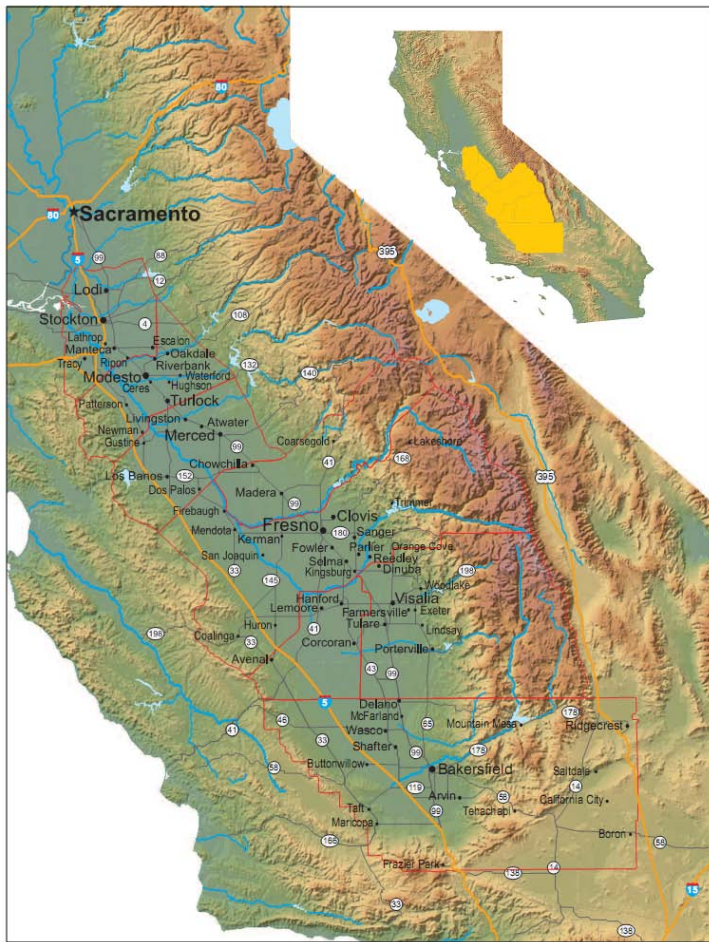 80
Sacramento
80
395
5
99
88
12
Lodi
Stockton
4
108
Lathrop
Manteca
Escalon
Oakdale
Tracy
Ripon
Riverbank
132
Modesto
Waterford
Ceres
Hughson
140
Turlock
Patterson
Livingston
Atwater
Newman
Merced
Gustine
Coarsegold
Lakeshore
99
41
168
Chowchilla
Los Banos
152
395
Dos Palos
Madera
99
Trimmer
Firebaugh
Clovis
Mendota
Fresno
180
Sanger
Kerman
Fowler
Parlier
Orange Cove
San Joaquin
Selma
Reedley
33
Kingsburg
Dinuba
198
145
Woodlake
Hanford
Visalia
Lemoore
Farmersville
Exeter
Huron
41
Tulare
Lindsay
198
Coalinga
33
Corcoran
Porterville
Avenal
43
99
5
Delano
McFarland
178
46
65
Mountain Mesa
Ridgecrest
41
33
Wasco
Shafter
99
178
58
Buttonwillow
Bakersfield
Saltdale
119
14
Arvin
58
California City
Taft
99
Tehachapi
Maricopa
166
Boron
58
Frazier Park
14
138
15
33
138